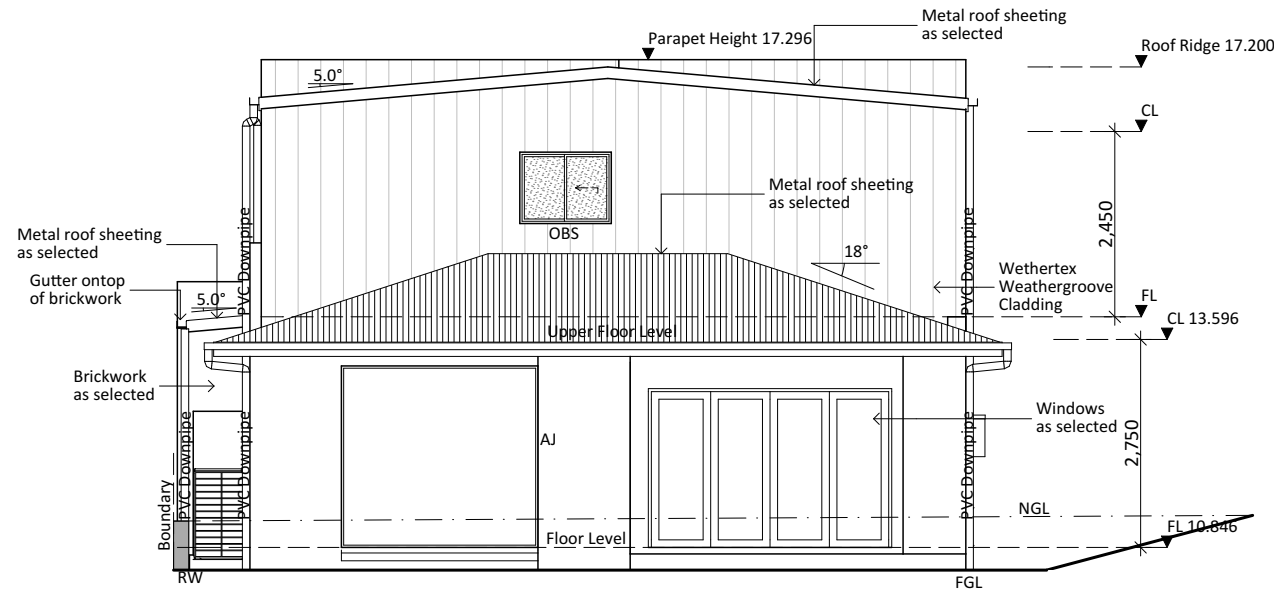 Metal roof sheeting
as selected
Parapet Height 17.296
Roof Ridge 17.200
5.0°
CL
Metal roof sheeting
as selected
2,450
OBS
PVC Downpipe
PVC Downpipe
Metal roof sheeting
as selected
18°
Wethertex
Weathergroove
Cladding
Gutter ontop
of brickwork
5.0°
FL
CL 13.596
Upper Floor Level
Brickwork
as selected
Windows
as selected
AJ
2,750
PVC Downpipe
PVC Downpipe
PVC Downpipe
Boundary
NGL
FL 10.846
Floor Level
RW
FGL